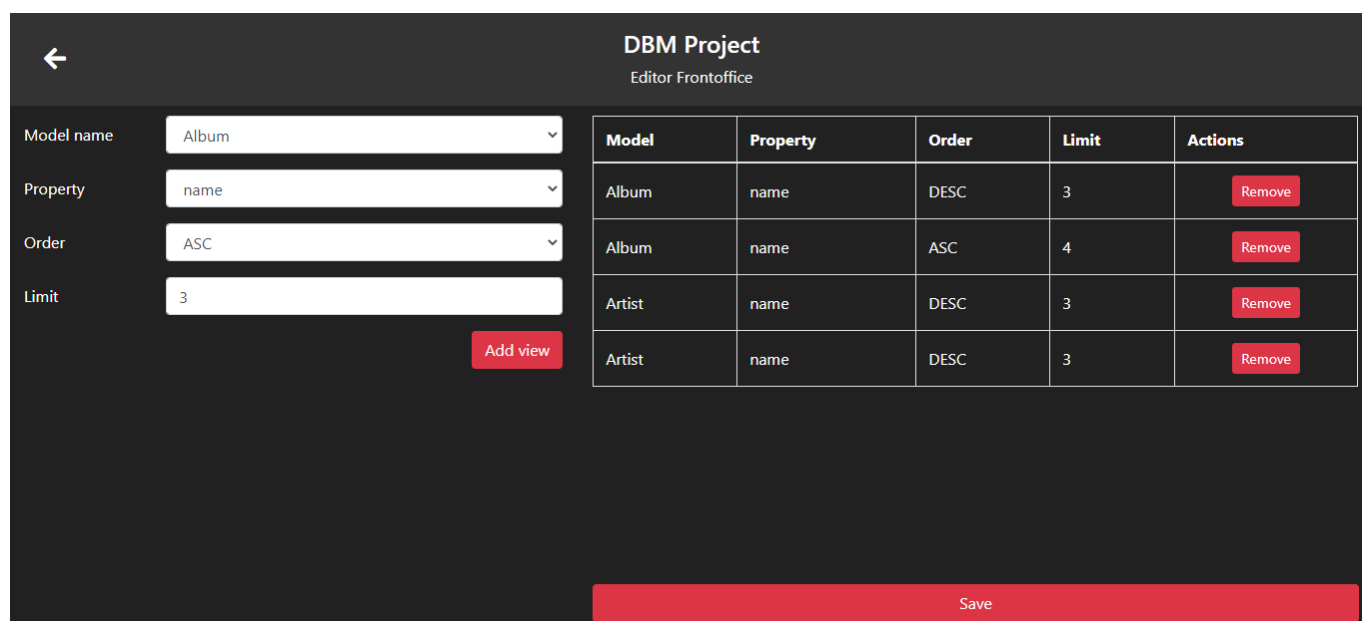 DBM Project
Editor Frontoffice
Model name Album
Property name
Order ASC
Limit 3
Add view
Model Property Order Limit Actions
Album name DESC 3 Remove
Album name ASC 4 Remove
Artist name DESC 3 Remove
Artist name DESC 3 Remove
Save